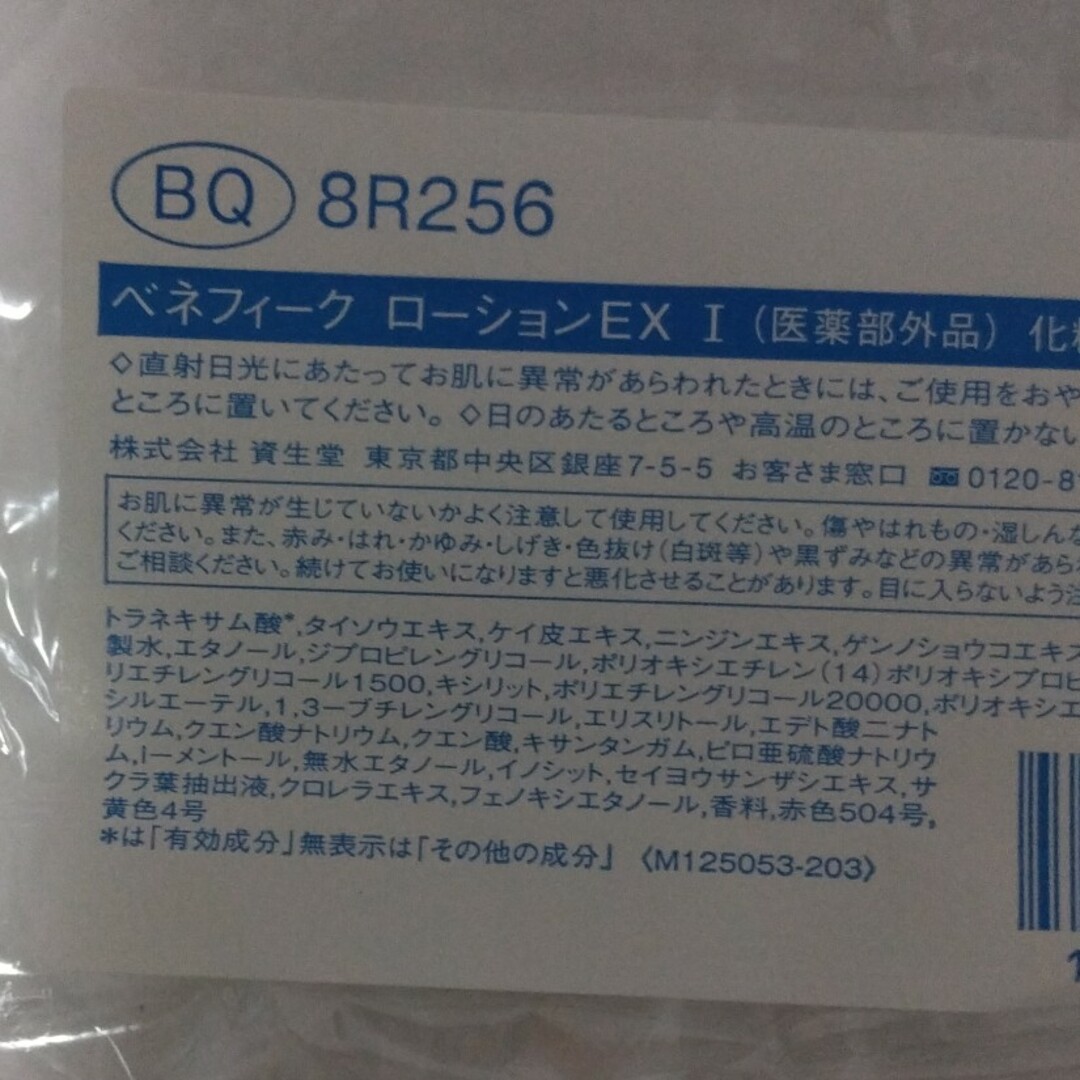 BQ 8R256
ベネフィーク ローションEX Ⅰ（医薬部外品） 化粧
◇直射日光にあたってお肌に異常があらわれたときには、ご使用をおや
ところに置いてください。◇日のあたるところや高温のところに置かない
株式会社 資生堂 東京都中央区銀座7-5-5 お客さま窓口 0120-8
お肌に異常が生じていないかよく注意して使用してください。傷やはれもの・湿しんな
ください。また、赤み・はれ・かゆみ・しげき・色抜け（白斑等）や黒ずみなどの異常があらわ
ご相談ください。続けてお使いになりますと悪化させることがあります。目に入らないよう注
トラネキサム酸*,タイソウエキス,ケイ皮エキス,ニンジンエキス,ゲンノショウコエキス
製水,エタノール,ジプロピレングリコール,ポリオキシエチレン（14）ポリオキシプロピ
リエチレングリコール1500,キシリット,ポリエチレングリコール20000,ポリオキシエ
シルエーテル,1,3ーブチレングリコール,エリスリトール,エデト酸二ナト
リウム,クエン酸ナトリウム,クエン酸,キサンタンガム,ピロ亜硫酸ナトリウ
ム,lーメントール,無水エタノール,イノシット,セイヨウサンザシエキス,サ
クラ葉抽出液,クロレラエキス,フェノキシエタノール,香料,赤色504号,
黄色4号
*は「有効成分」無表示は「その他の成分」〈M125053-203〉